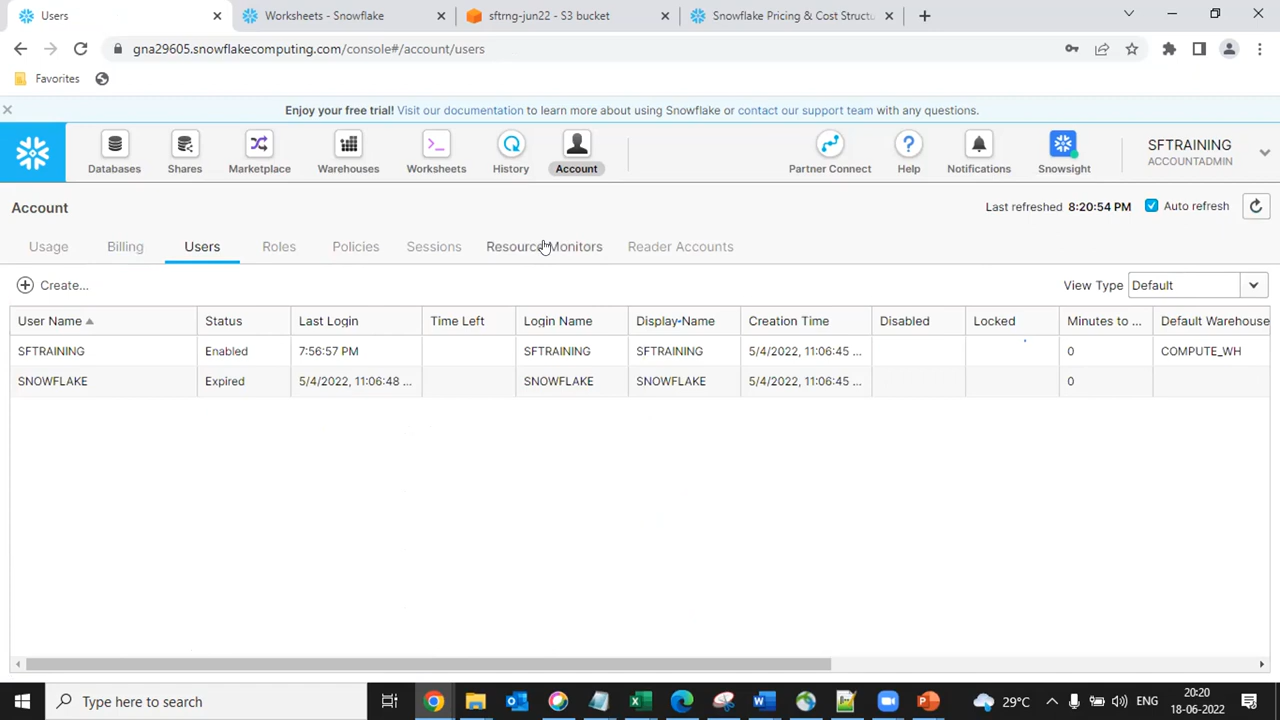 Users
Worksheets - Snowflake
sftrng-jun22 - S3 bucket
Snowflake Pricing & Cost Structu
gna29605.snowflakecomputing.com/console#/account/users
Favorites
Enjoy your free trial! Visit our documentation to learn more about using Snowflake or contact our support team with any questions.
Databases
Shares
Marketplace
Warehouses
Worksheets
History
Account
Partner Connect
Help
Notifications
Snowsight
SFTRAINING
ACCOUNTADMIN
Account
Last refreshed 8:20:54 PM
Auto refresh
Usage
Billing
Users
Roles
Policies
Sessions
Resource Monitors
Reader Accounts
Create...
View Type Default
User Name Status Last Login Time Left Login Name Display Name Creation Time Disabled Locked Minutes to ... Default Warehouse
SFTRAINING Enabled 7:56:57 PM SFTRAINING SFTRAINING 5/4/2022, 11:06:45 ... 0 COMPUTE_WH
SNOWFLAKE Expired 5/4/2022, 11:06:48 ... SNOWFLAKE SNOWFLAKE 5/4/2022, 11:06:45 ... 0
Type here to search
29°C
ENG
20:20
18-06-2022